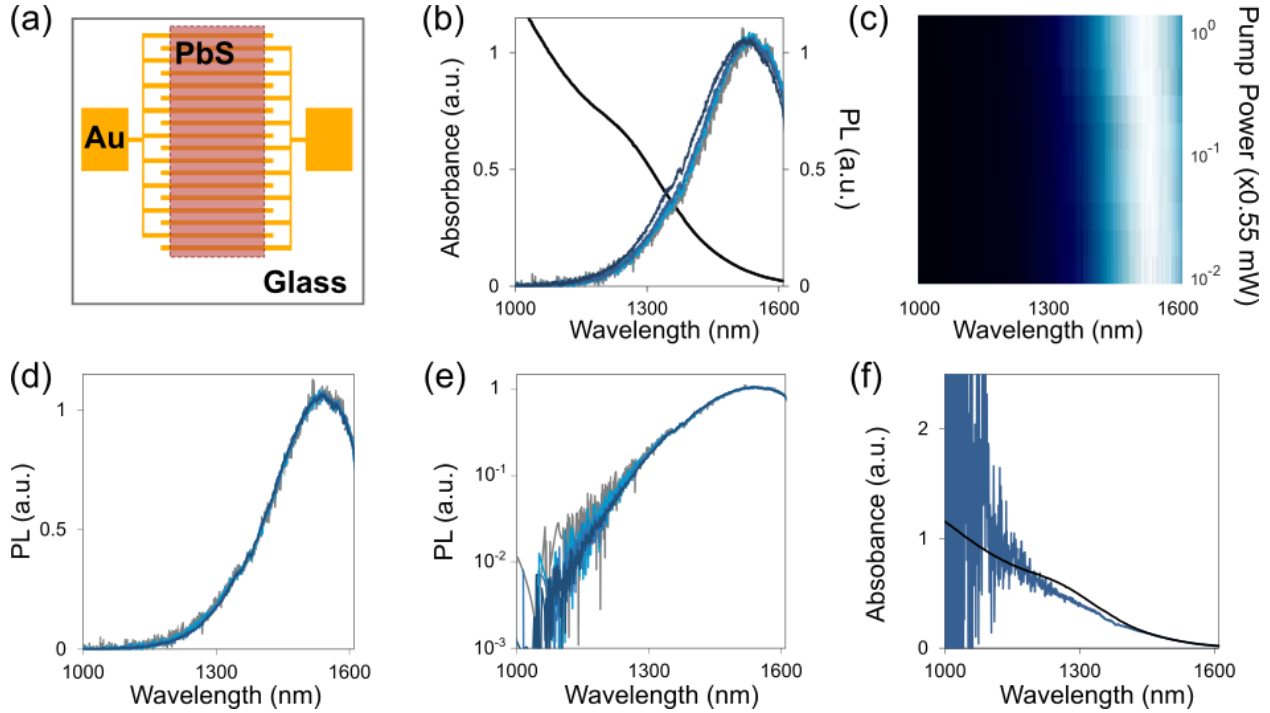 (a)
PbS
Au
Glass
(b)
Absorbance (a.u.)
1
0.5
0
1000
1300
1600
Wavelength (nm)
1
0.5
0
PL (a.u.)
(c)
10^0
10^-1
10^-2
Pump Power (x0.55 mW)
1000
1300
1600
Wavelength (nm)
(d)
PL (a.u.)
1
0.5
0
1000
1300
1600
Wavelength (nm)
(e)
PL (a.u.)
1
10^-1
10^-2
10^-3
1000
1300
1600
Wavelength (nm)
(f)
Absobance (a.u.)
2
1
0
1000
1300
1600
Wavelength (nm)